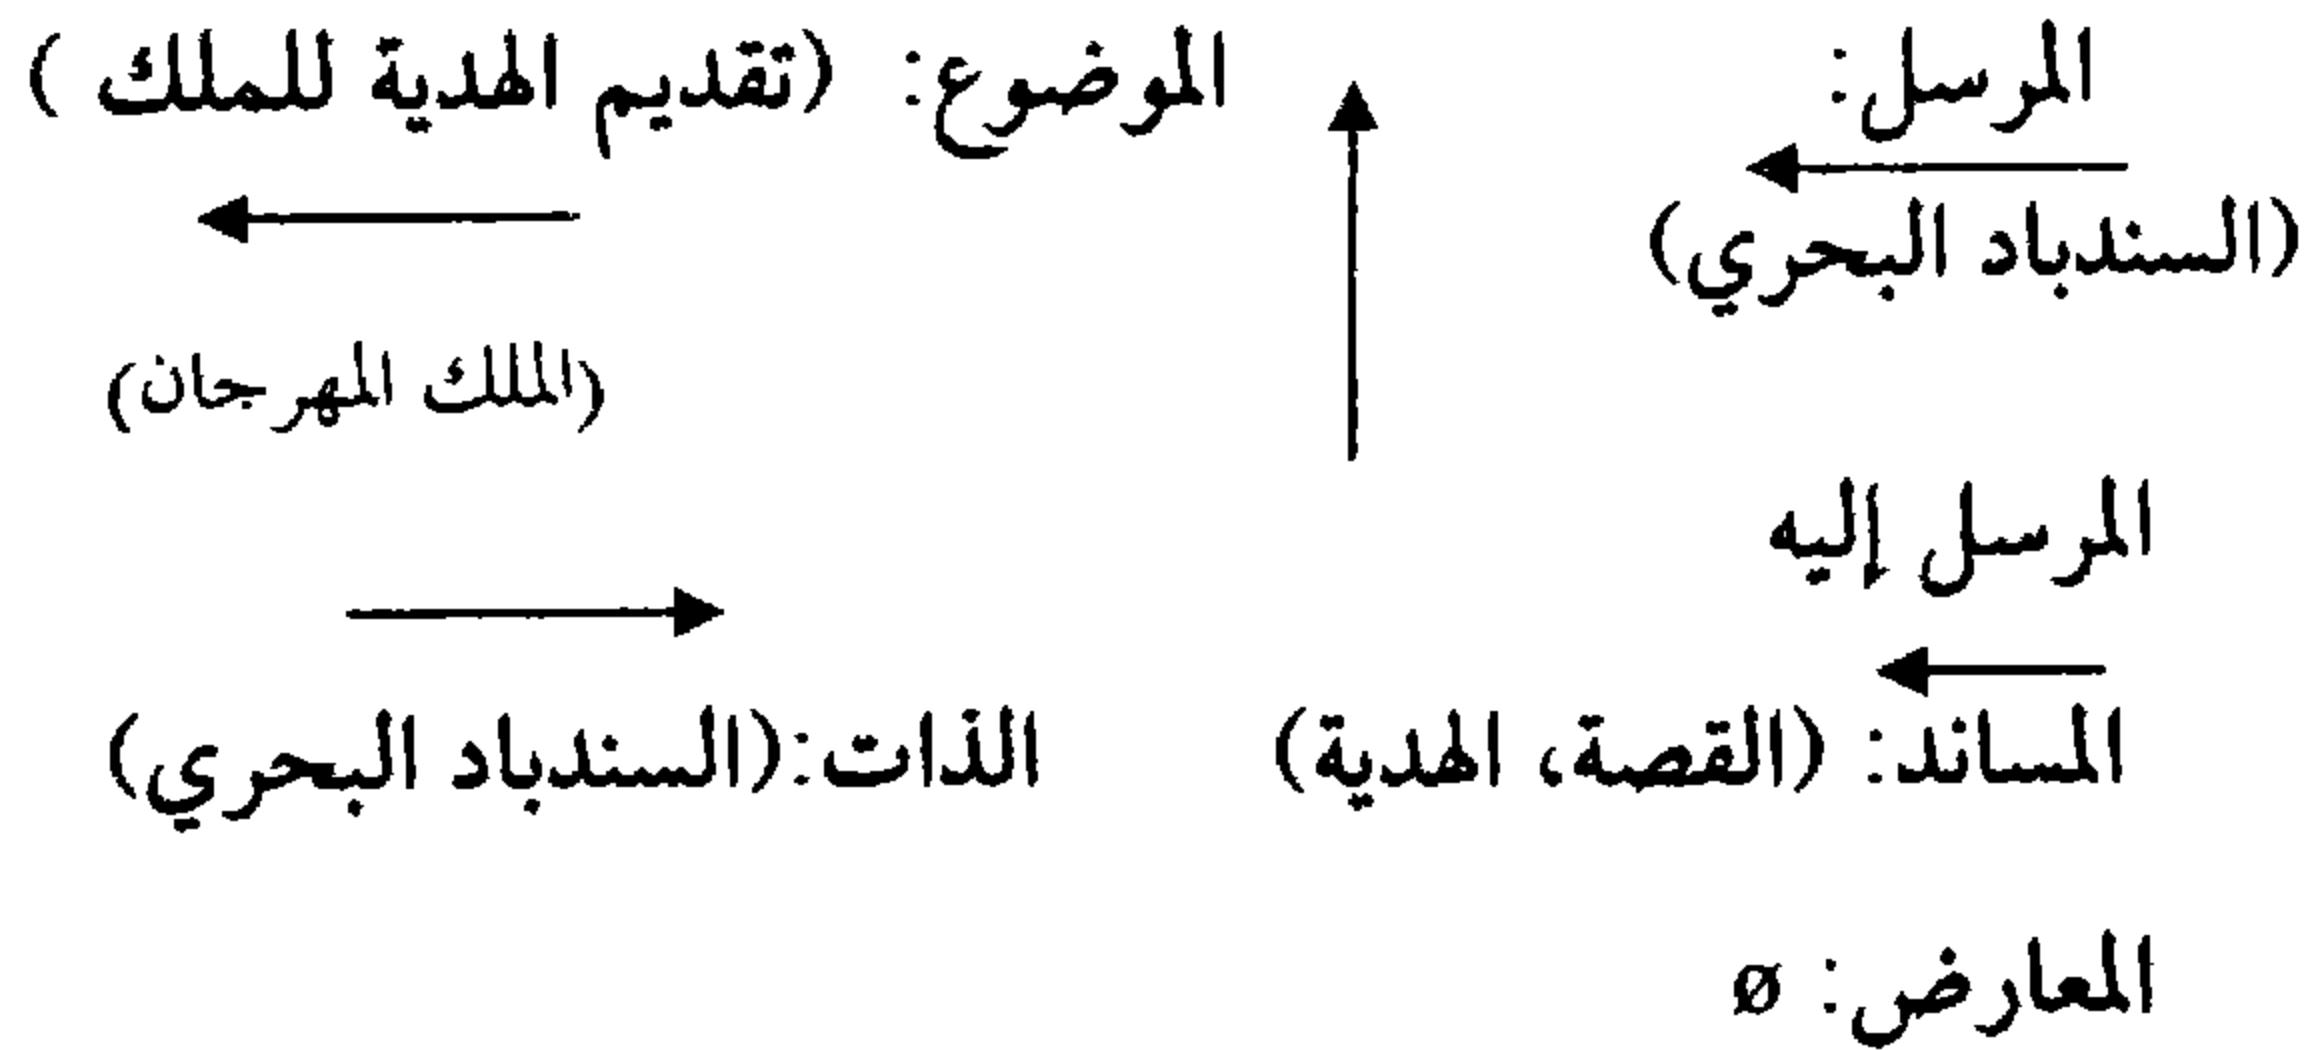 المرسل: الموضوع: (تقديم الهدية للملك )
(السندباد البحري)
(الملك المهرجان)
المرسل إليه
المساند: (القصة، الهدية) الذات:(السندباد البحري)
المعارض: ø